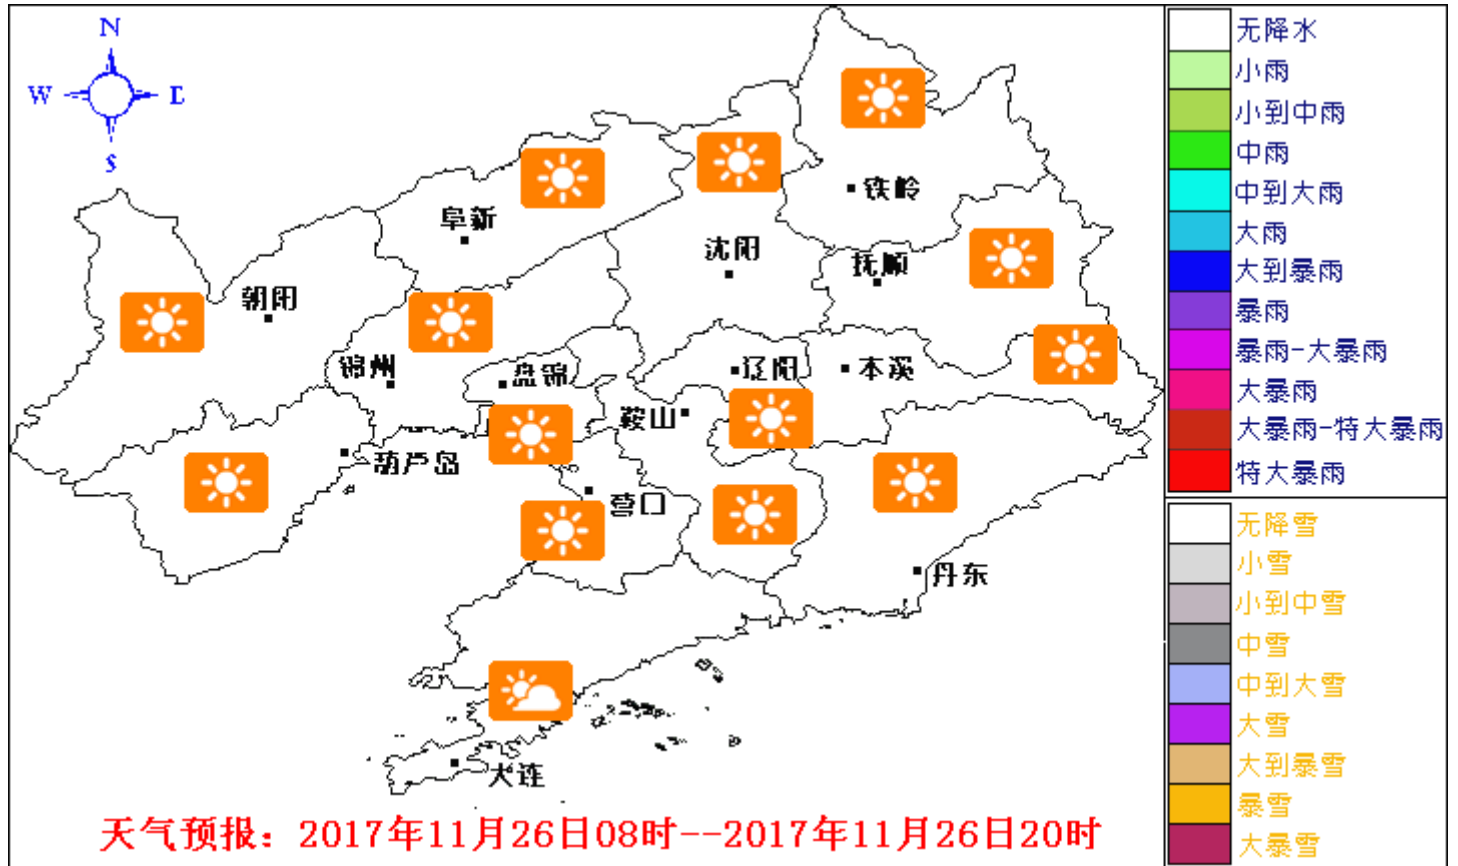 N
W E
S
铁岭
阜新
沈阳
抚顺
朝阳
锦州
盘锦
辽阳
本溪
鞍山
葫芦岛
营口
丹东
大连
天气预报：2017年11月26日08时--2017年11月26日20时
无降水
小雨
小到中雨
中雨
中到大雨
大雨
大到暴雨
暴雨
暴雨-大暴雨
大暴雨
大暴雨-特大暴雨
特大暴雨
无降雪
小雪
小到中雪
中雪
中到大雪
大雪
大到暴雪
暴雪
大暴雪